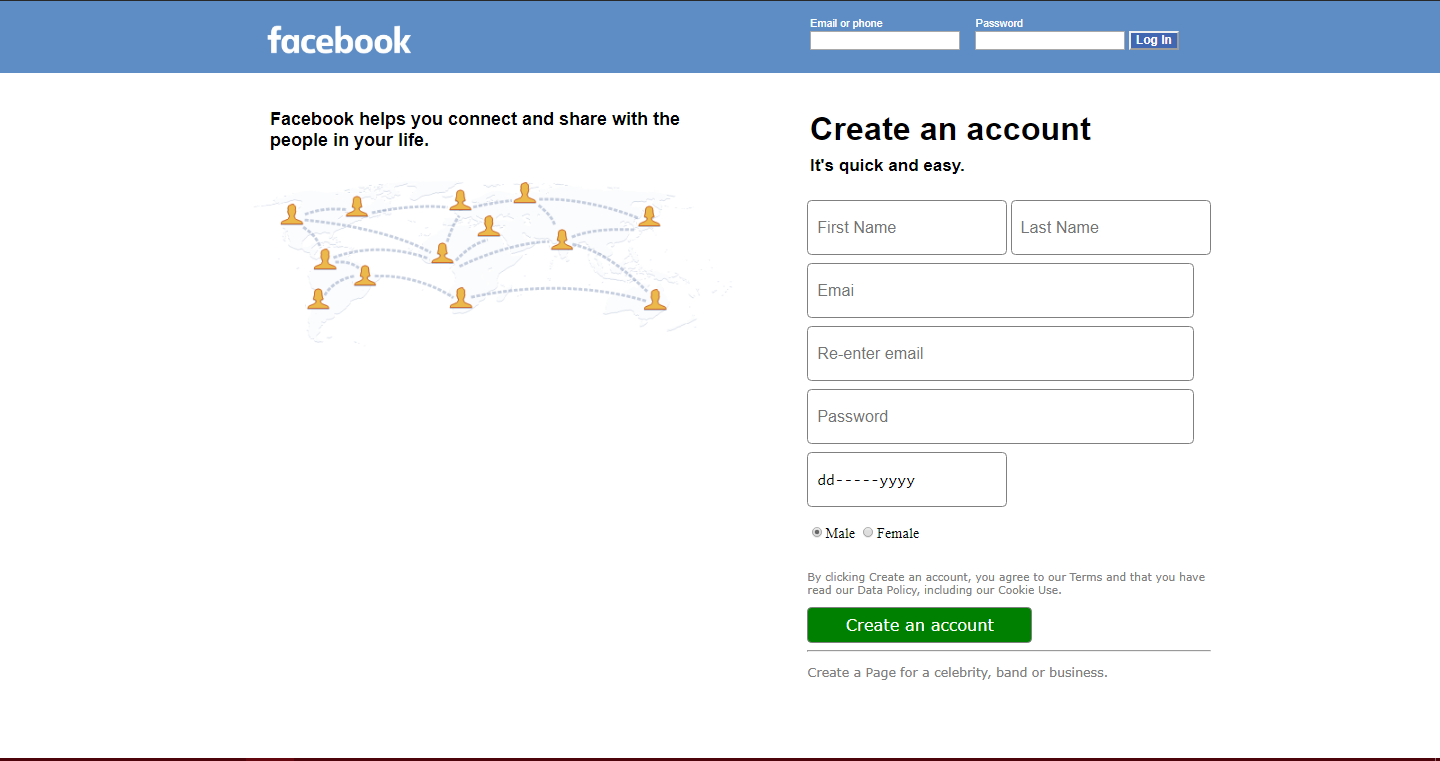 facebook
Email or phone
Password
Log In
Facebook helps you connect and share with the
people in your life.
Create an account
It's quick and easy.
First Name
Last Name
Emai
Re-enter email
Password
dd-----yyyy
Male
Female
By clicking Create an account, you agree to our Terms and that you have
read our Data Policy, including our Cookie Use.
Create an account
Create a Page for a celebrity, band or business.